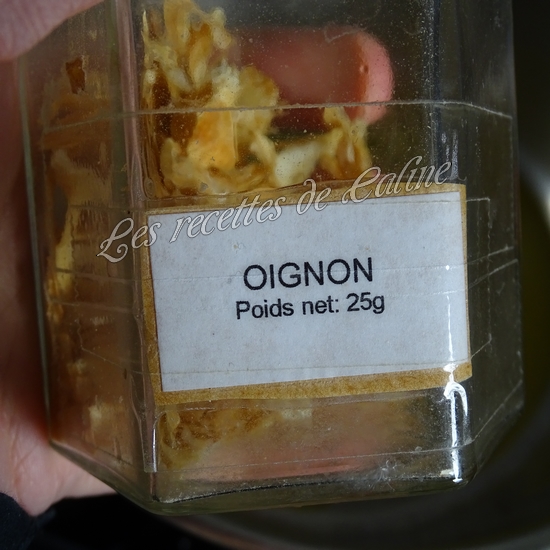 Les recettes de Caline
OIGNON
Poids net: 25g